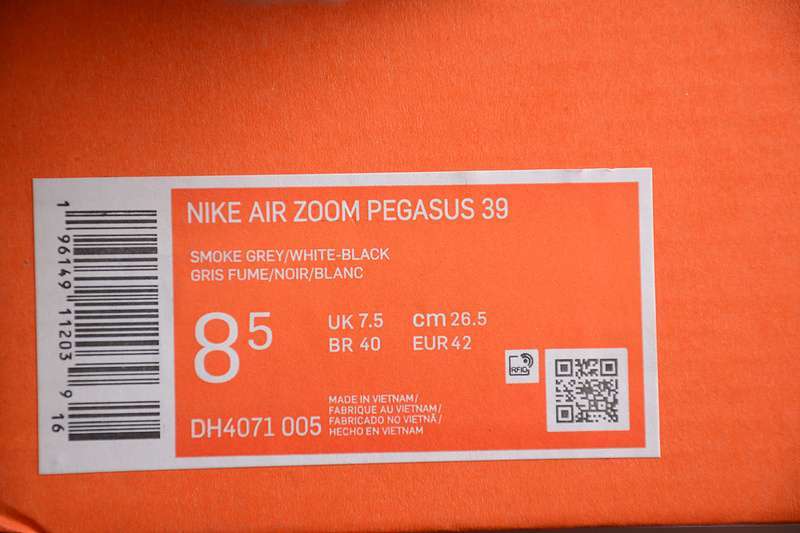 NIKE AIR ZOOM PEGASUS 39
SMOKE GREY/WHITE-BLACK
GRIS FUME/NOIR/BLANC
8 5
UK 7.5 cm 26.5
BR 40 EUR 42
RFID
DH4071 005
MADE IN VIETNAM/
FABRIQUE AU VIETNAM/
FABRICADO NO VIETNÃ/
HECHO EN VIETNAM
1 96149 11203 9 16